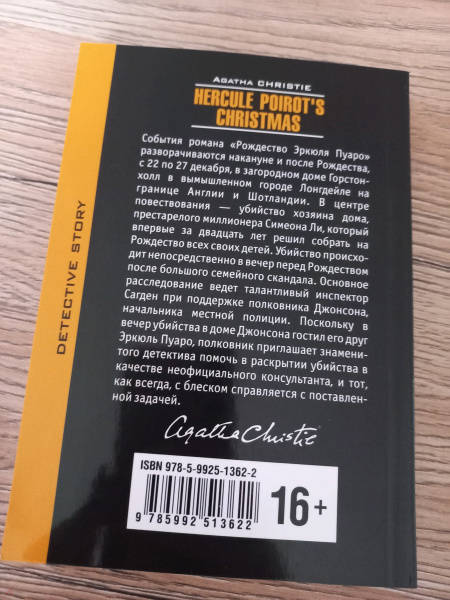 AGATHA CHRISTIE
HERCULE POIROT'S
CHRISTMAS
События романа «Рождество Эркюля Пуаро»
разворачиваются накануне и после Рождества,
с 22 по 27 декабря, в загородном доме Горстон-
холл в вымышленном городе Лонгдейле на
границе Англии и Шотландии. В центре
повествования — убийство хозяина дома,
престарелого миллионера Симеона Ли, который
впервые за двадцать лет решил собрать на
Рождество всех своих детей. Убийство происхо-
дит непосредственно в вечер перед Рождеством
после большого семейного скандала. Основное
расследование ведет талантливый инспектор
Сагден при поддержке полковника Джонсона,
начальника местной полиции. Поскольку в
вечер убийства в доме Джонсона гостил его друг
Эркюль Пуаро, полковник приглашает знамени-
того детектива помочь в раскрытии убийства в
качестве неофициального консультанта, и тот,
как всегда, с блеском справляется с поставлен-
ной задачей.
Agatha Christie
ISBN 978-5-9925-1362-2
9 785992 513622
16+
DETECTIVE STORY